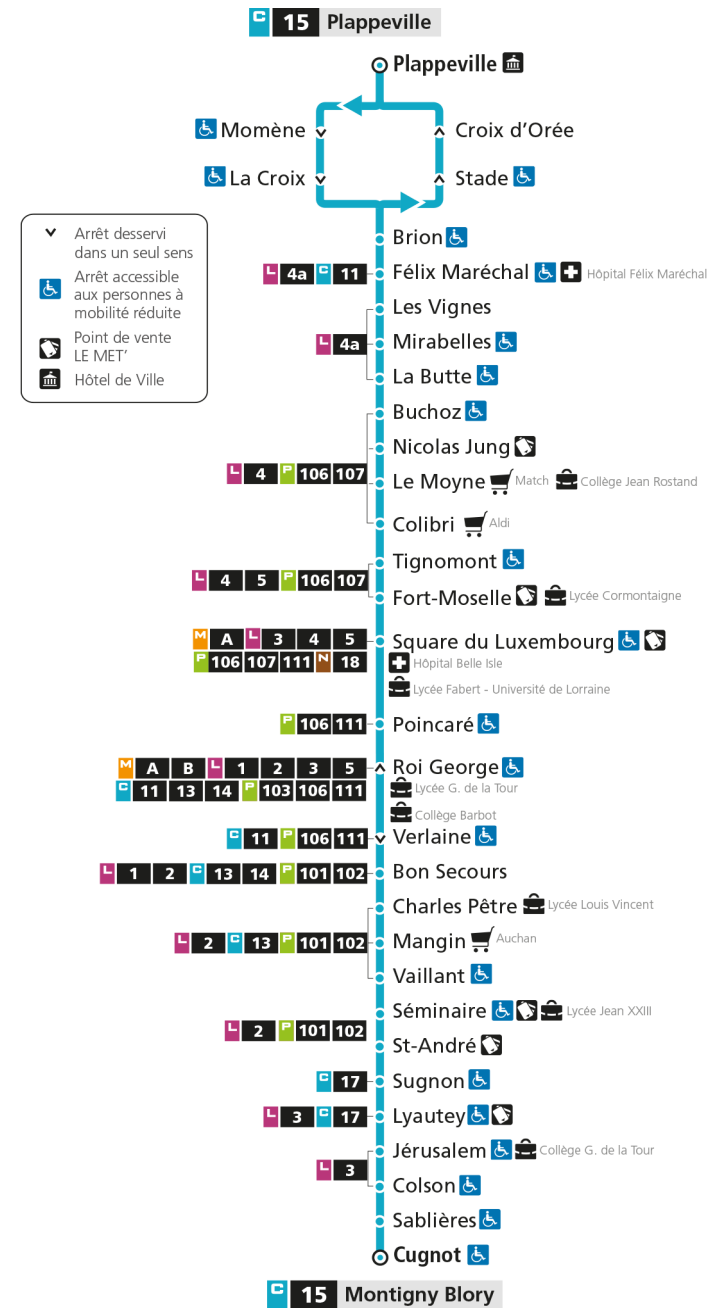 C 15 Plappeville
Plappeville
Momène
Croix d'Orée
La Croix
Stade
Arrêt desservi
dans un seul sens
Arrêt accessible
aux personnes à
mobilité réduite
Point de vente
LE MET'
Hôtel de Ville
Brion
L 4a C 11 Félix Maréchal Hôpital Félix Maréchal
Les Vignes
L 4a Mirabelles
La Butte
Buchoz
Nicolas Jung
L 4 P 106 107
Le Moyne Match Collège Jean Rostand
Colibri Aldi
Tignomont
L 4 5 P 106 107
Fort-Moselle Lycée Cormontaigne
M A L 3 4 5 Square du Luxembourg
P 106 107 111 N 18 Hôpital Belle Isle
Lycée Fabert - Université de Lorraine
P 106 111 Poincaré
M A B L 1 2 3 5 Roi George
C 11 13 14 P 103 106 111 Lycée G. de la Tour
Collège Barbot
C 11 P 106 111 Verlaine
L 1 2 C 13 14 P 101 102 Bon Secours
Charles Pêtre Lycée Louis Vincent
L 2 C 13 P 101 102 Mangin Auchan
Vaillant
Séminaire Lycée Jean XXIII
L 2 P 101 102
St-André
C 17 Sugnon
L 3 C 17 Lyautey
Jérusalem Collège G. de la Tour
L 3
Colson
Sablières
Cugnot
C 15 Montigny Blory